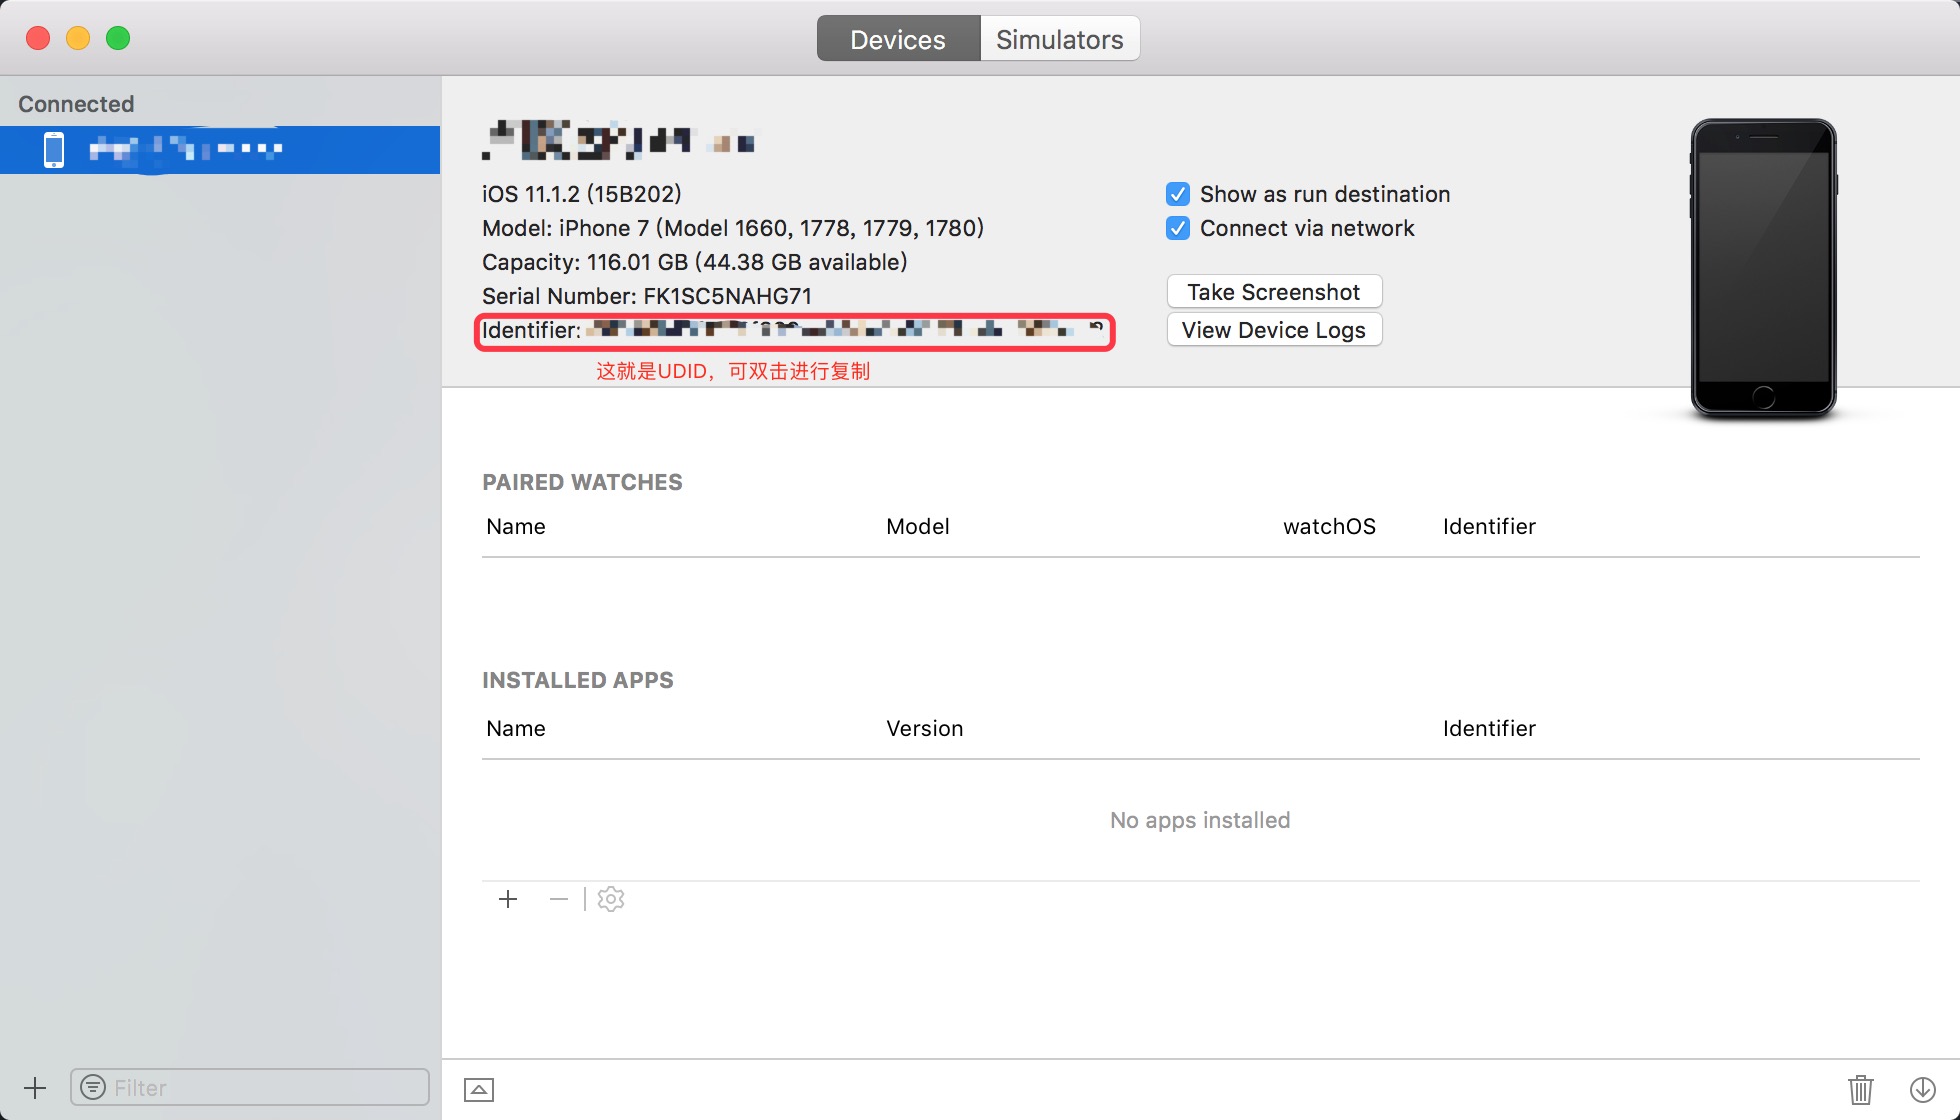 Devices
Simulators
Connected
iOS 11.1.2 (15B202)
Model: iPhone 7 (Model 1660, 1778, 1779, 1780)
Capacity: 116.01 GB (44.38 GB available)
Serial Number: FK1SC5NAHG71
Identifier:
这就是UDID，可双击进行复制
Show as run destination
Connect via network
Take Screenshot
View Device Logs
PAIRED WATCHES
Name Model watchOS Identifier
INSTALLED APPS
Name Version Identifier
No apps installed
Filter